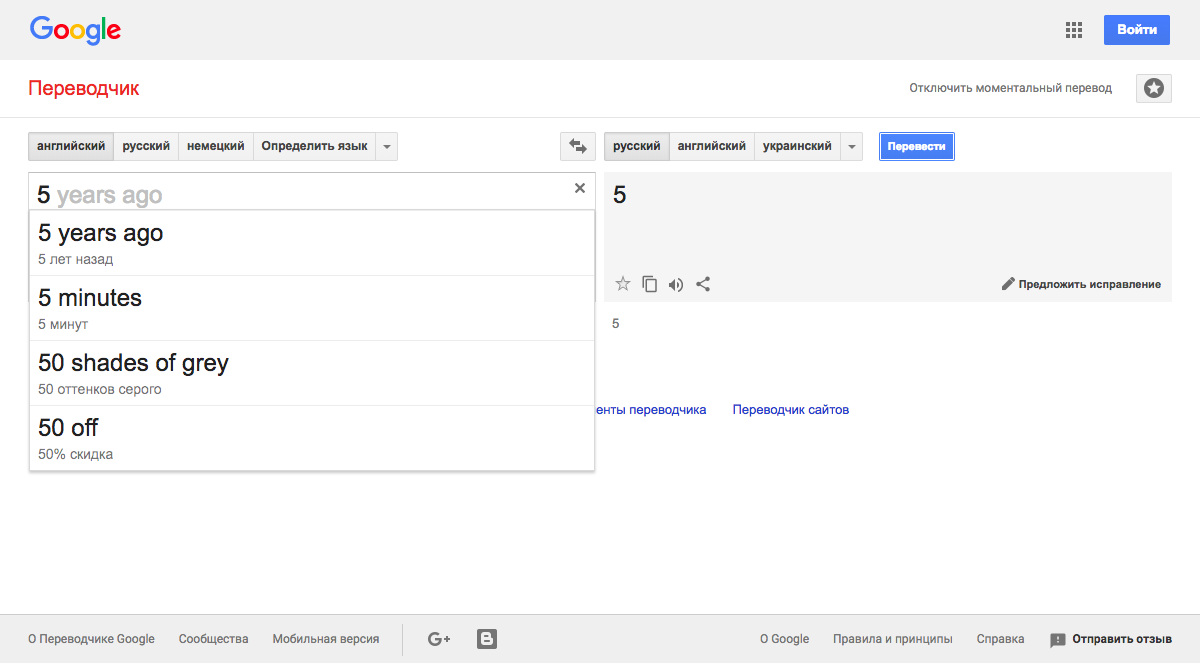 Google
Войти
Переводчик
Отключить моментальный перевод
английский русский немецкий Определить язык
русский английский украинский Перевести
5 years ago
5 years ago
5 лет назад
5 minutes
5 минут
50 shades of grey
50 оттенков серого
50 off
50% скидка
5
Предложить исправление
5
енты переводчика Переводчик сайтов
О Переводчике Google Сообщества Мобильная версия G+ B О Google Правила и принципы Справка Отправить отзыв